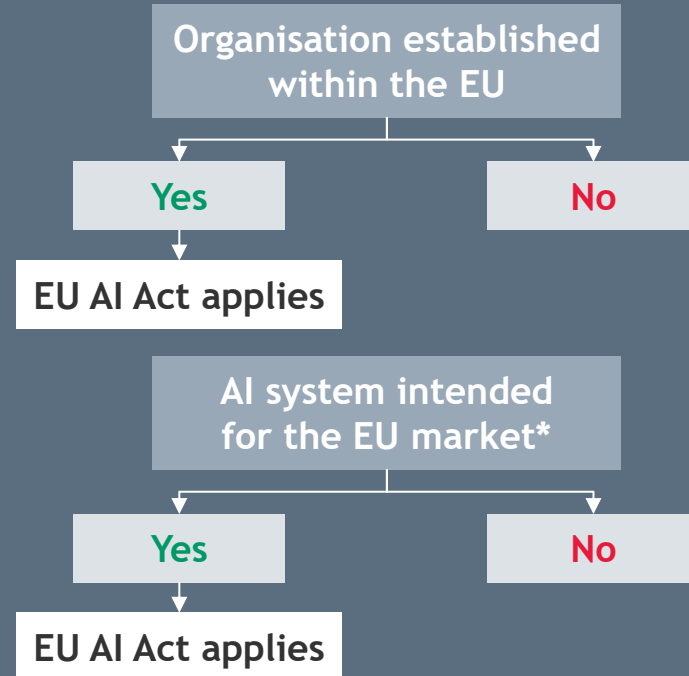 Organisation established
within the EU
Yes
No
EU AI Act applies
AI system intended
for the EU market*
Yes
No
EU AI Act applies